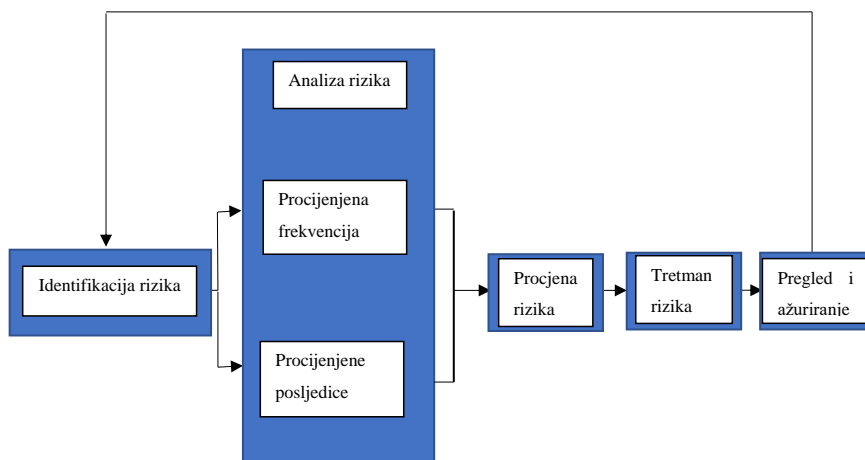 Analiza rizika
Procijenjena
frekvencija
Identifikacija rizika
Procijenjene
posljedice
Procjena
rizika
Tretman
rizika
Pregled i
ažuriranje